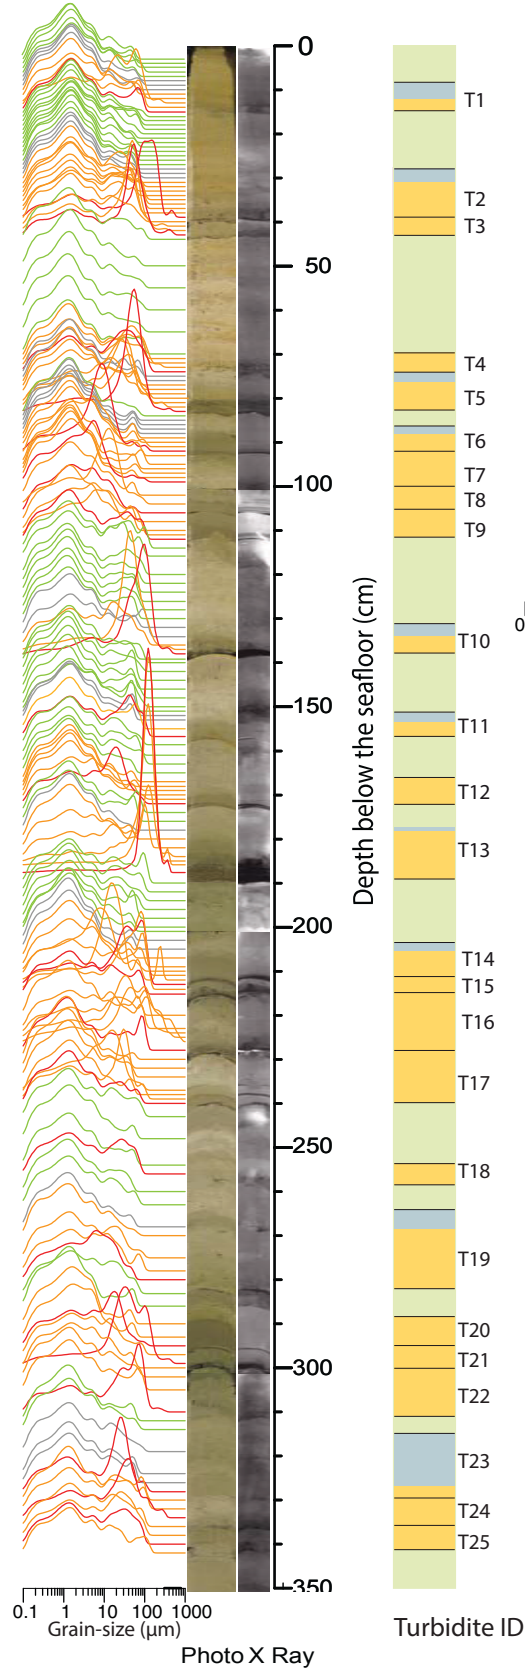 0
T1
T2
T3
50
T4
T5
T6
100
T7
T8
T9
Depth below the seafloor (cm)
0
T10
150
T11
T12
T13
200
T14
T15
T16
T17
250
T18
T19
T20
T21
300
T22
T23
T24
T25
350
0.1 1 10 100 1000
Grain-size (μm)
Turbidite ID
Photo X Ray